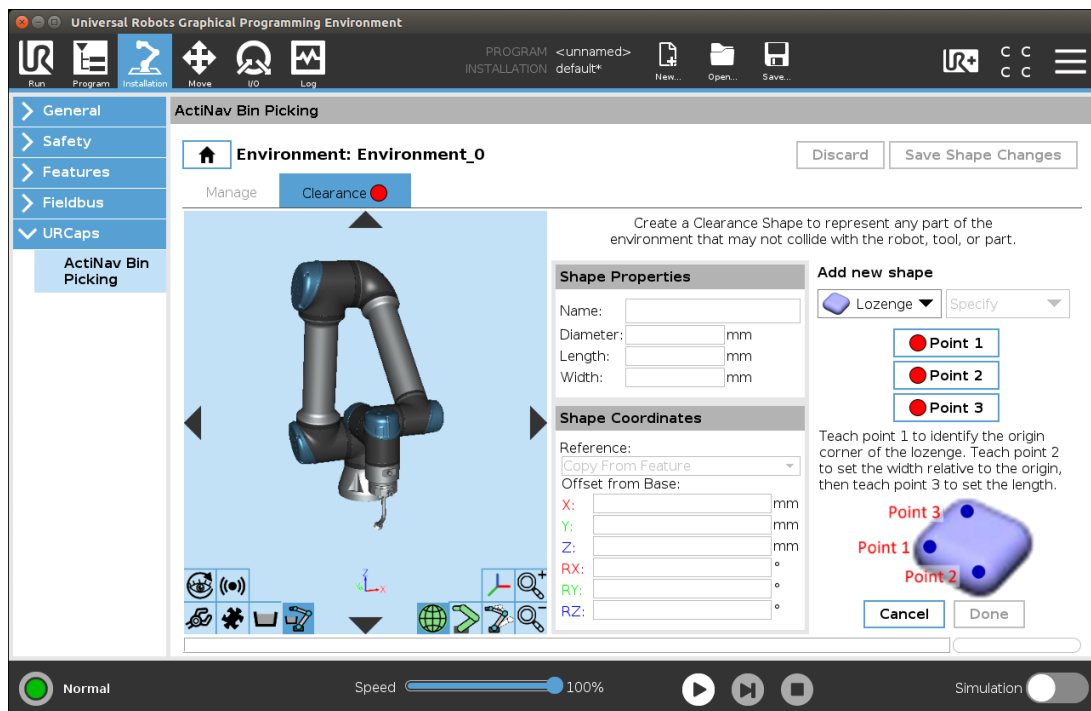 Universal Robots Graphical Programming Environment
UR
Run
Program
Installation
Move
I/O
Log
PROGRAM <unnamed>
INSTALLATION default*
New...
Open...
Save...
UR+
C C
C C
General
Safety
Features
Fieldbus
URCaps
ActiNav Bin
Picking
ActiNav Bin Picking
Environment: Environment_0
Discard
Save Shape Changes
Manage
Clearance
Create a Clearance Shape to represent any part of the
environment that may not collide with the robot, tool, or part.
Shape Properties
Name:
Diameter: mm
Length: mm
Width: mm
Shape Coordinates
Reference:
Copy From Feature
Offset from Base:
X: mm
Y: mm
Z: mm
RX: °
RY: °
RZ: °
Add new shape
Lozenge
Specify
Point 1
Point 2
Point 3
Teach point 1 to identify the origin
corner of the lozenge. Teach point 2
to set the width relative to the origin,
then teach point 3 to set the length.
Point 3
Point 1
Point 2
Cancel
Done
Z
Y
X
Normal
Speed
100%
Simulation